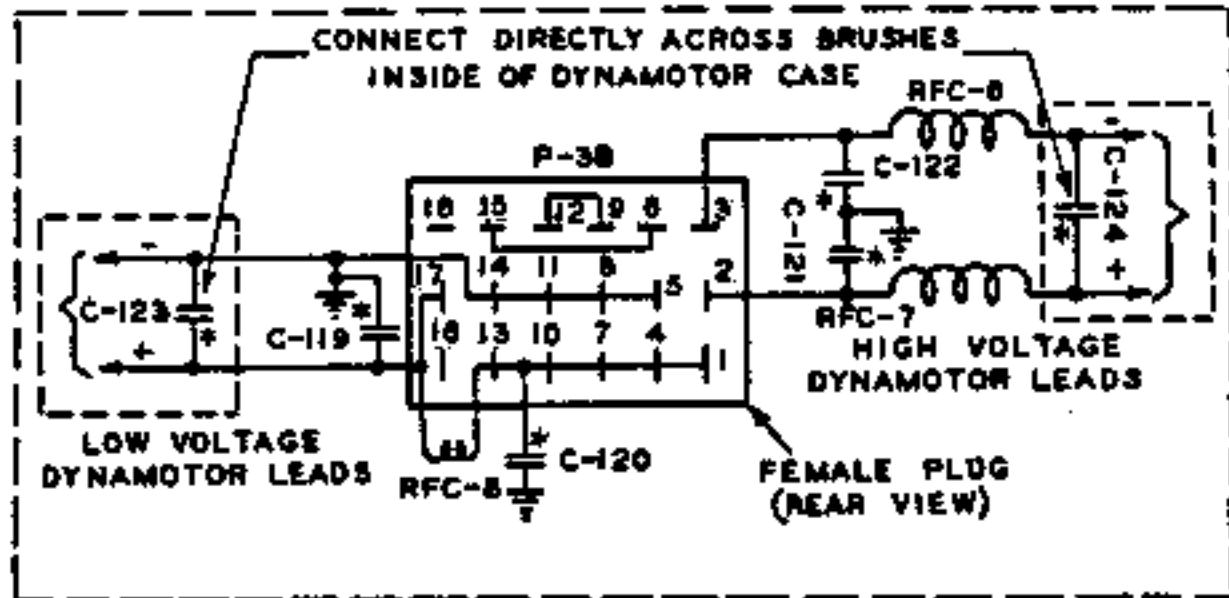 CONNECT DIRECTLY ACROSS BRUSHES
INSIDE OF DYNAMOTOR CASE
RFC-6
P-3B
C-122
C-121
C-124
18 15 12 9 6 3
17 14 11 8 5 2
16 13 10 7 4 1
- +
- +
C-123
*
C-119
*
*
*
*
RFC-7
HIGH VOLTAGE
DYNAMOTOR LEADS
LOW VOLTAGE
DYNAMOTOR LEADS
RFC-8
*
C-120
FEMALE PLUG
(REAR VIEW)